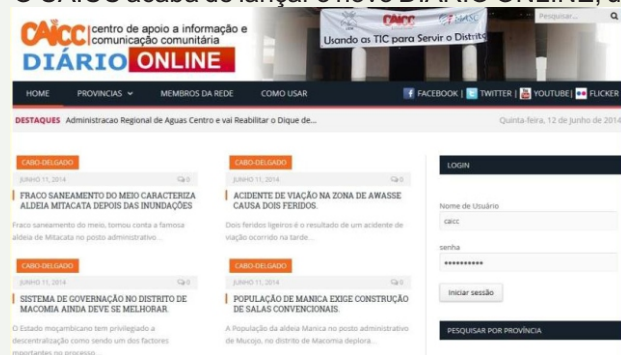 O CAICC acaba de lançar o novo DIÁRIO ONLINE, d
CAICC centro de apoio a informação e
comunicação comunitária
DIÁRIO ONLINE
CAICC
Usando as TIC para Servir o Distrito
Pesquisar...
HOME PROVINCIAS MEMBROS DA REDE COMO USAR FACEBOOK | TWITTER | YOUTUBE | FLICKER
DESTAQUES Administracao Regional de Aguas Centro e vai Reabilitar o Dique de...
Quinta-feira, 12 de Junho de 2014
CABO-DELGADO
JUNHO 11, 2014 0
FRACO SANEAMENTO DO MEIO CARACTERIZA
ALDEIA MITACATA DEPOIS DAS INUNDAÇÕES
Fraco saneamento do meio, tomou conta a famosa
aldeia de Mitacata no posto administrativo...
CABO-DELGADO
JUNHO 11, 2014 0
ACIDENTE DE VIAÇÃO NA ZONA DE AWASSE
CAUSA DOIS FERIDOS.
Dois feridos ligeiros é o resultado de um acidente de
viação ocorrido na tarde...
CABO-DELGADO
JUNHO 11, 2014 0
SISTEMA DE GOVERNAÇÃO NO DISTRITO DE
MACOMIA AINDA DEVE SE MELHORAR.
O Estado moçambicano tem privilegiado a
descentralização como sendo um dos factores
importantes no processo...
CABO-DELGADO
JUNHO 11, 2014 0
POPULAÇÃO DE MANICA EXIGE CONSTRUÇÃO
DE SALAS CONVENCIONAIS.
A População da aldeia Manica no posto administrativo
de Mucojo, no distrito de Macomia deplora...
LOGIN
Nome de Usuário
caicc
senha
••••••••••
Iniciar sessão
PESQUISAR POR PROVÍNCIA